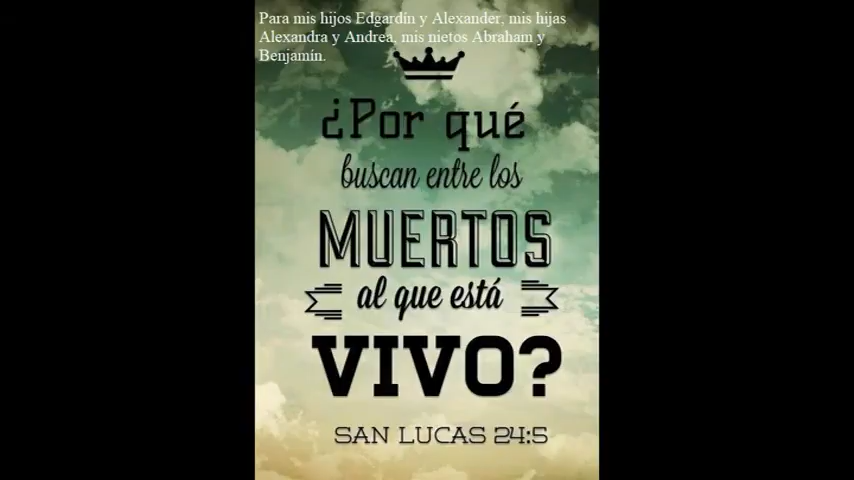 Para mis hijos Edgardín y Alexander, mis hijas
Alexandra y Andrea, mis nietos Abraham y
Benjamín.
¿Por qué
buscan entre los
MUERTOS
al que está
VIVO?
SAN LUCAS 24:5